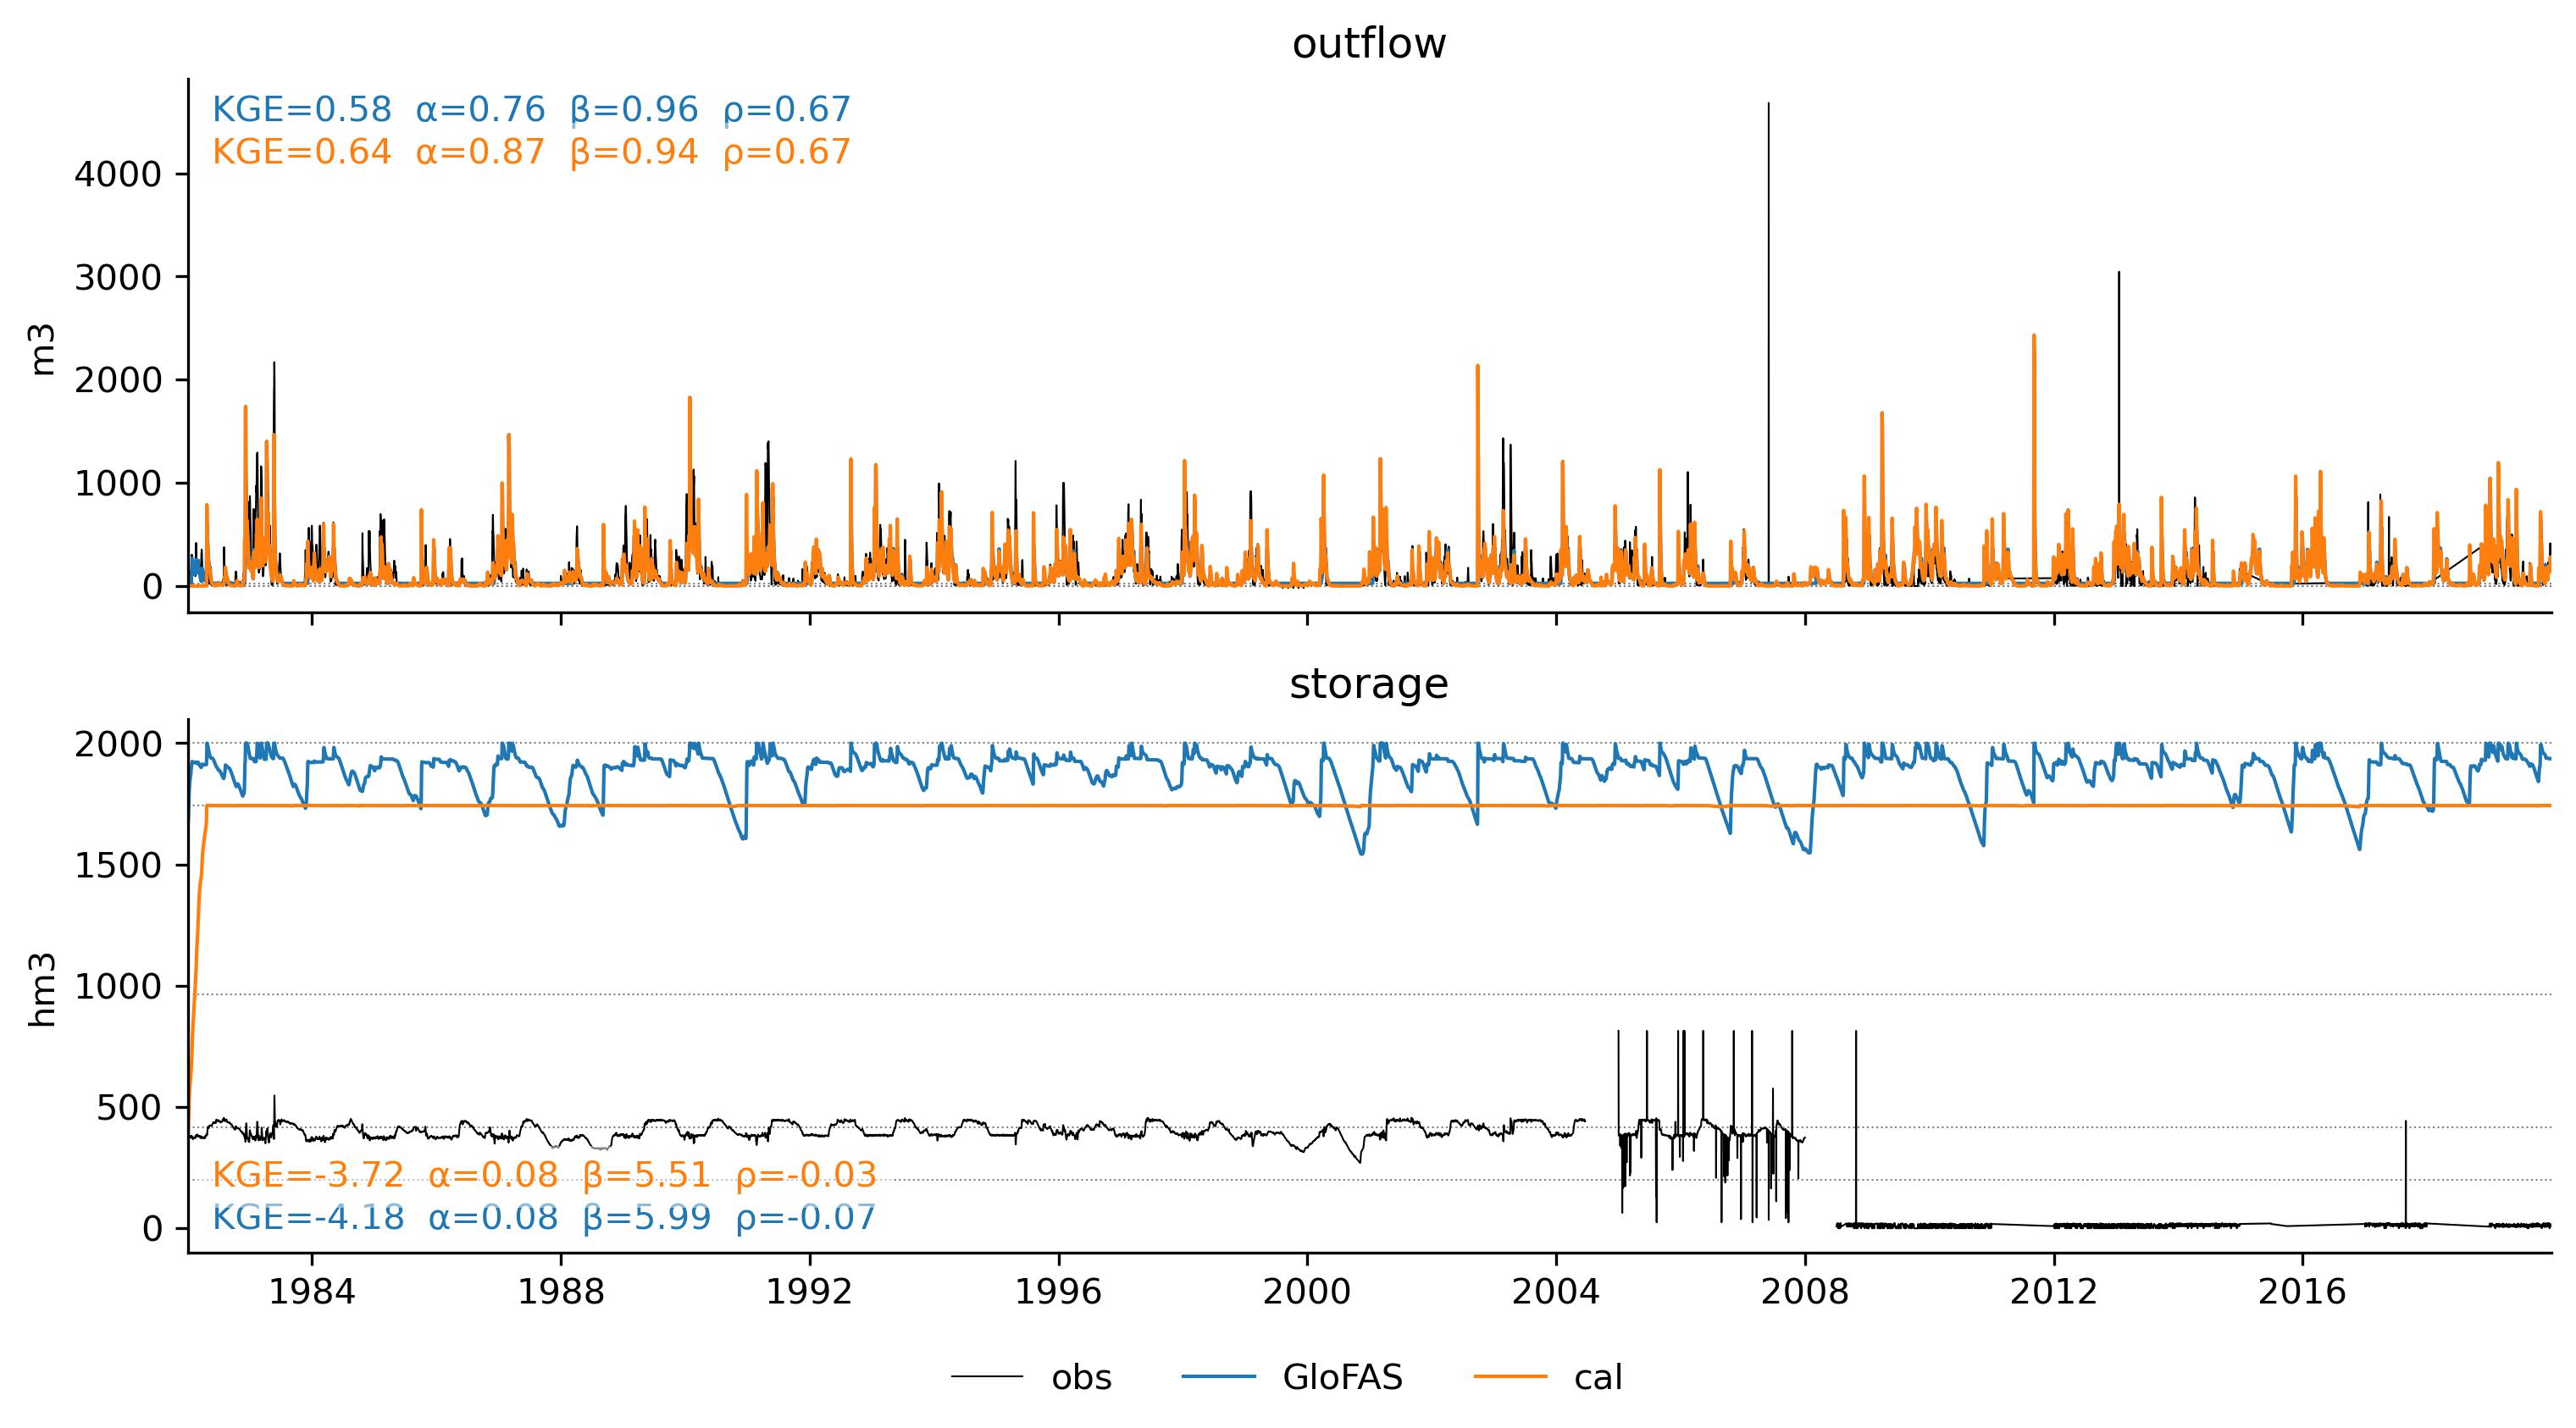 outflow
KGE=0.58 α=0.76 β=0.96 ρ=0.67
KGE=0.64 α=0.87 β=0.94 ρ=0.67
m3
4000
3000
2000
1000
0
storage
hm3
2000
1500
1000
500
0
KGE=-3.72 α=0.08 β=5.51 ρ=-0.03
KGE=-4.18 α=0.08 β=5.99 ρ=-0.07
1984 1988 1992 1996 2000 2004 2008 2012 2016
obs GloFAS cal